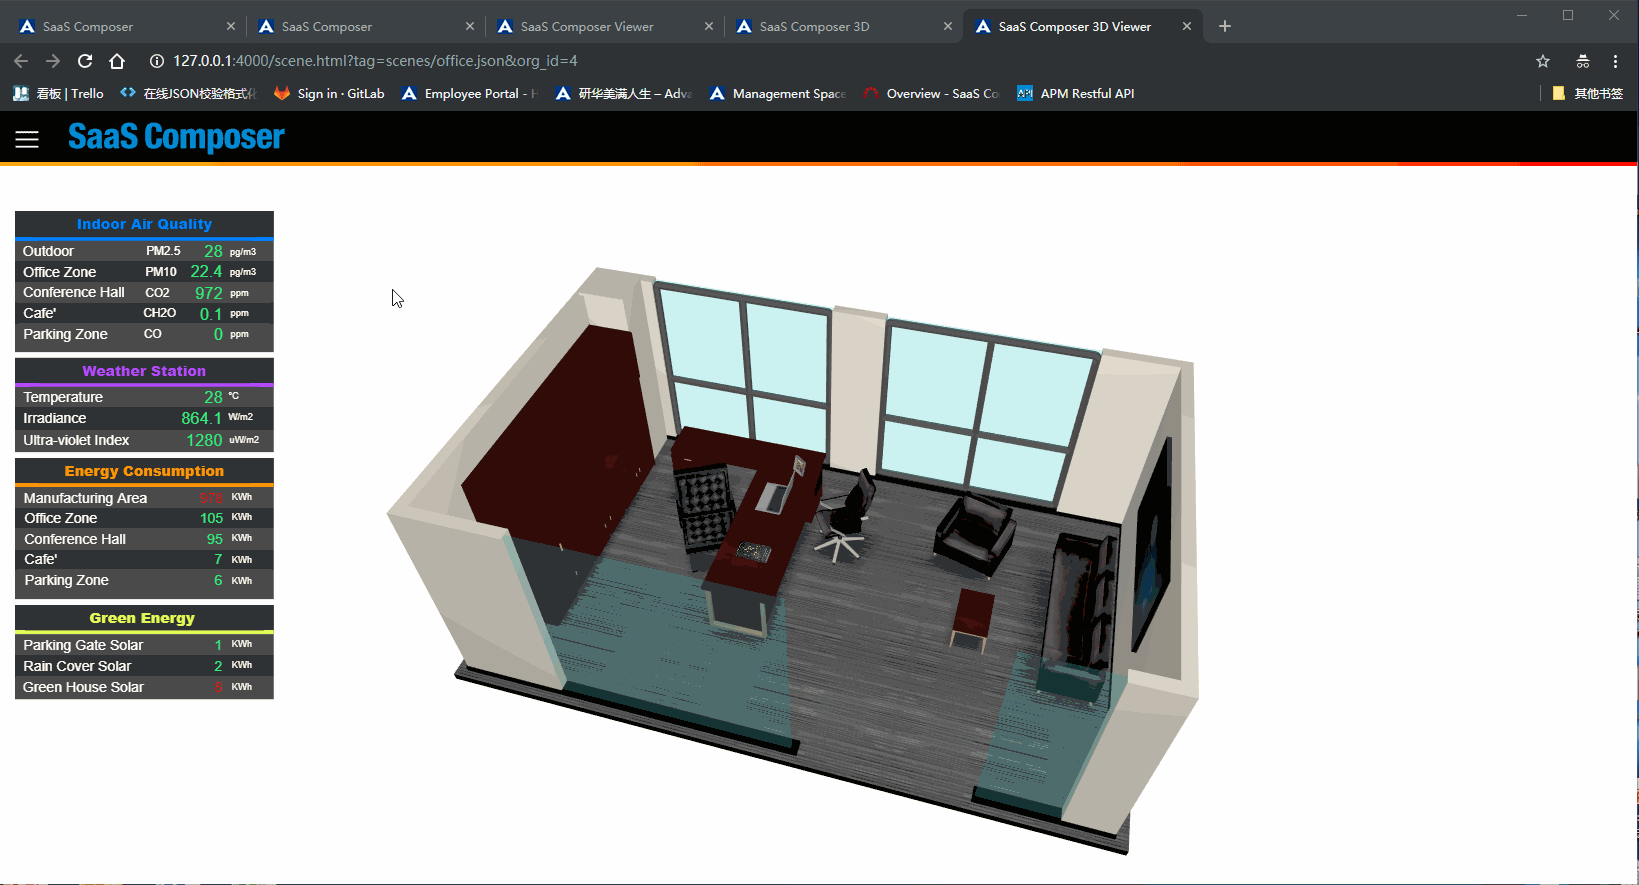 SaaS Composer
SaaS Composer
SaaS Composer Viewer
SaaS Composer 3D
SaaS Composer 3D Viewer
127.0.0.1:4000/scene.html?tag=scenes/office.json&org_id=4
看板 | Trello
在线JSON校验格式化
Sign in · GitLab
Employee Portal -
研华美满人生 – Adva
Management Space
Overview - SaaS Co
API
APM Restful API
其他书签
SaaS Composer
Indoor Air Quality
Outdoor PM2.5 28 pg/m3
Office Zone PM10 22.4 pg/m3
Conference Hall CO2 972 ppm
Cafe' CH2O 0.1 ppm
Parking Zone CO 0 ppm
Weather Station
Temperature 28 °C
Irradiance 864.1 W/m2
Ultra-violet Index 1280 uW/m2
Energy Consumption
Manufacturing Area KWh
Office Zone 105 KWh
Conference Hall 95 KWh
Cafe' 7 KWh
Parking Zone 6 KWh
Green Energy
Parking Gate Solar 1 KWh
Rain Cover Solar 2 KWh
Green House Solar KWh